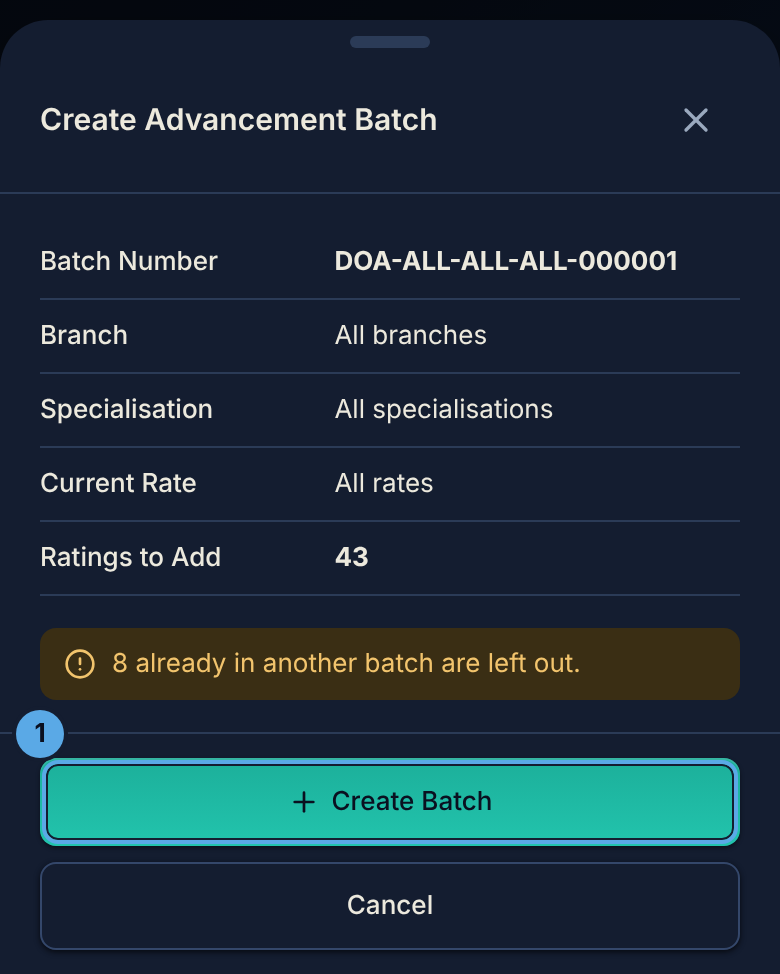 Create Advancement Batch
Batch Number DOA-ALL-ALL-ALL-000001
Branch All branches
Specialisation All specialisations
Current Rate All rates
Ratings to Add 43
8 already in another batch are left out.
1
+ Create Batch
Cancel